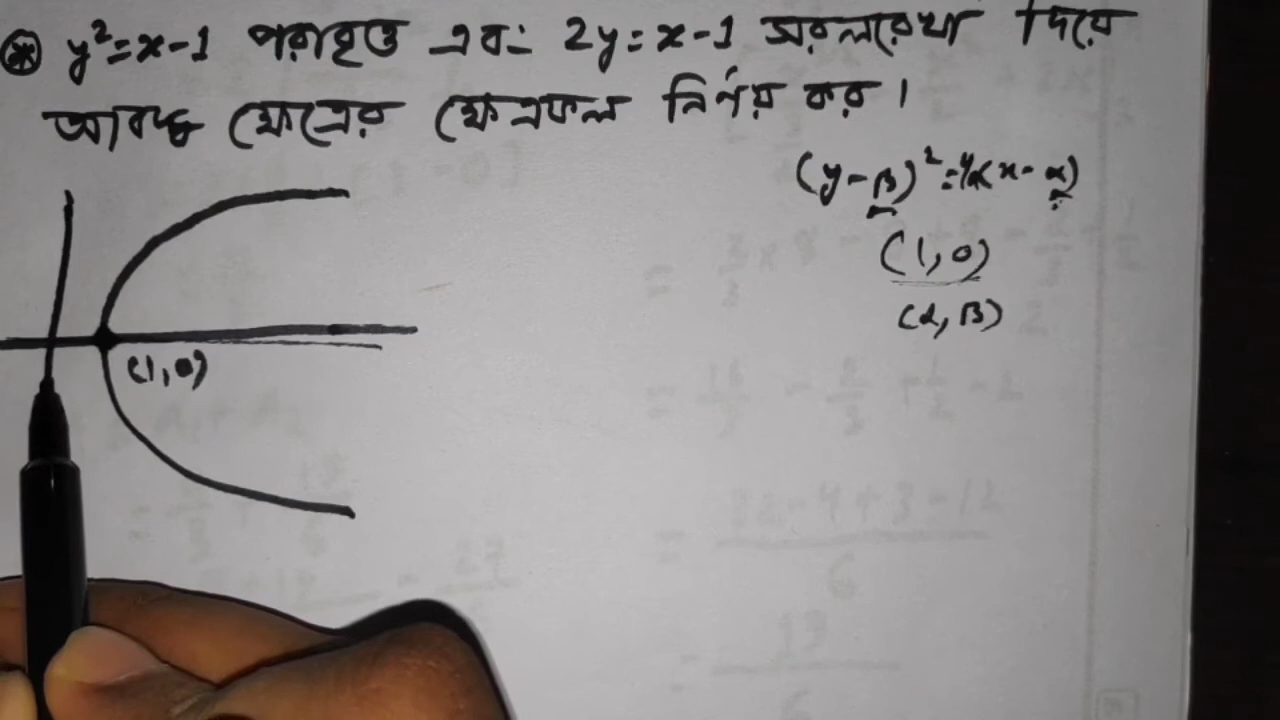 y²=x-1 পরাবৃত্ত এবং 2y=x-1 সরলরেখা দিয়ে
আবদ্ধ ক্ষেত্রের ক্ষেত্রফল নির্ণয় কর।
(y-β)²=4a(x-α)
(1,0)
(α,β)
(1,0)